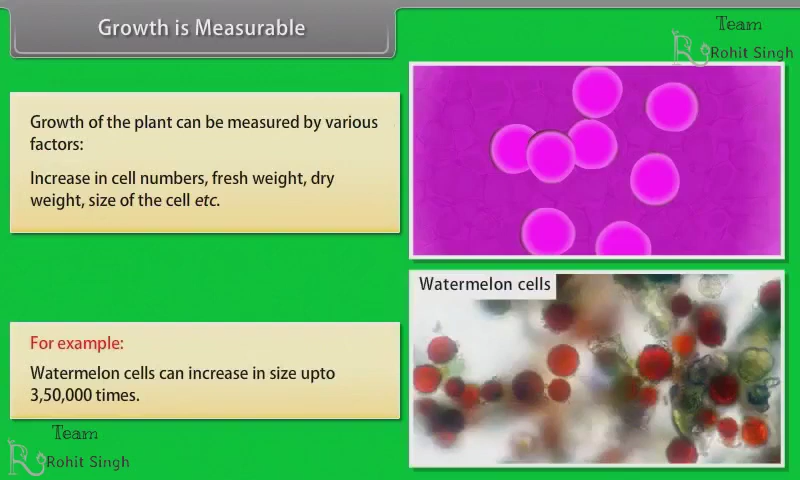 Growth is Measurable
Team
Rohit Singh
Growth of the plant can be measured by various
factors:
Increase in cell numbers, fresh weight, dry
weight, size of the cell etc.
Watermelon cells
For example:
Watermelon cells can increase in size upto
3,50,000 times.
Team
Rohit Singh